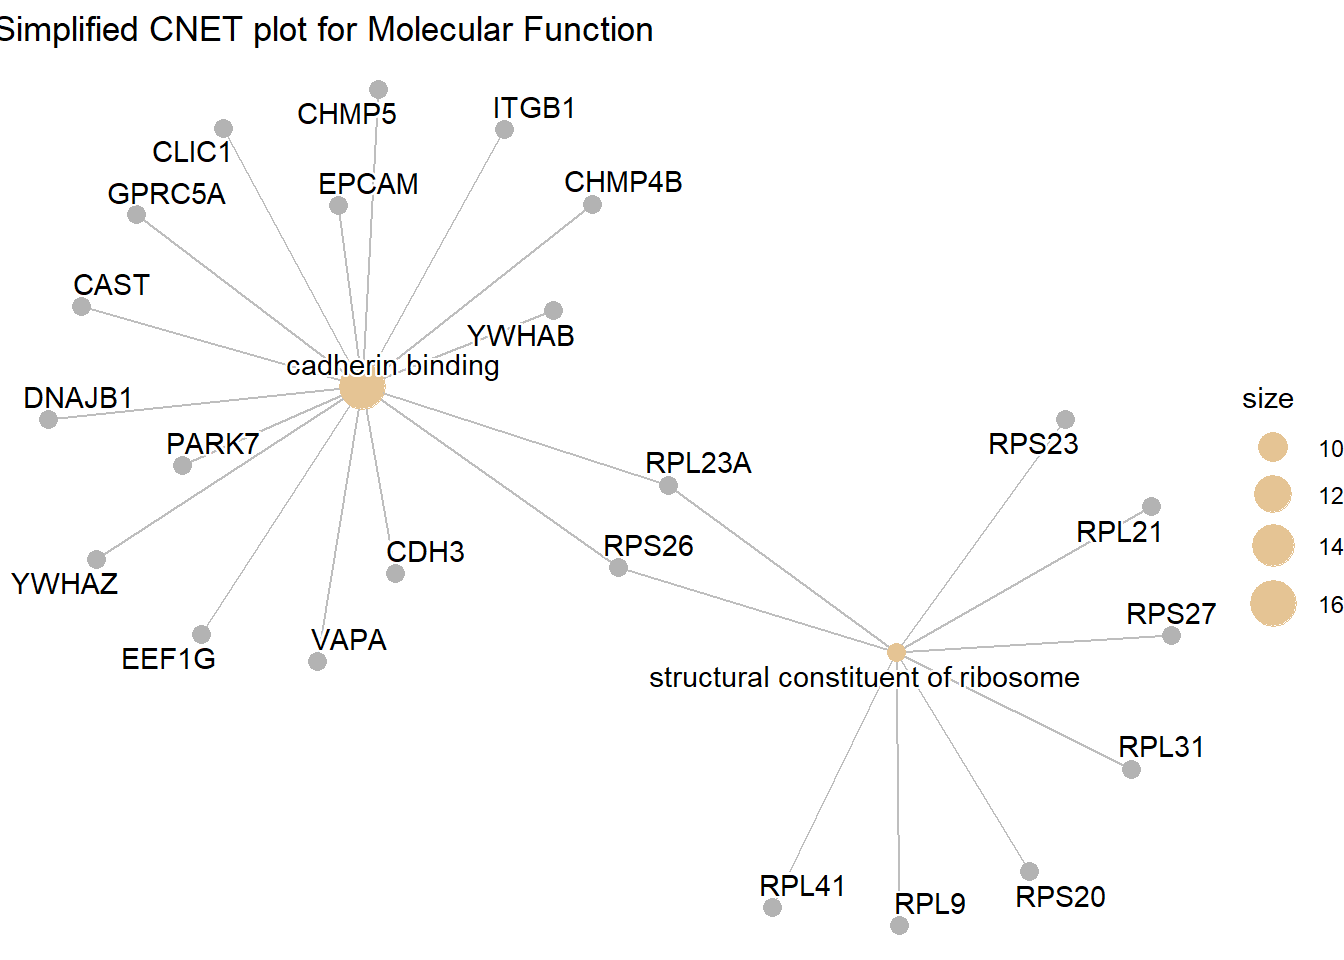 Simplified CNET plot for Molecular Function
CHMP5
ITGB1
CLIC1
GPRC5A
EPCAM
CHMP4B
CAST
YWHAB
cadherin binding
DNAJB1
size
PARK7
RPS23
10
RPL23A
12
RPL21
CDH3
RPS26
14
YWHAZ
16
RPS27
VAPA
EEF1G
structural constituent of ribosome
RPL31
RPL41
RPL9
RPS20